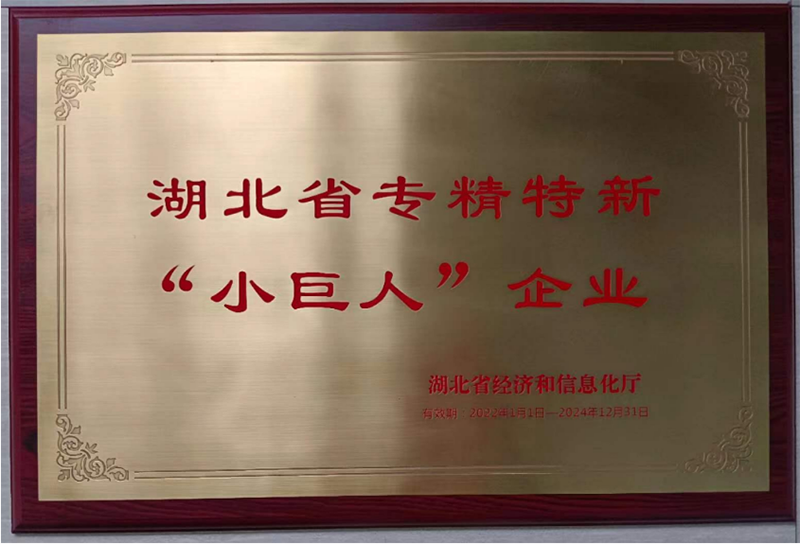 湖北省专精特新
“小巨人”企业
湖北省经济和信息化厅
有效期：2022年1月1日—2024年12月31日